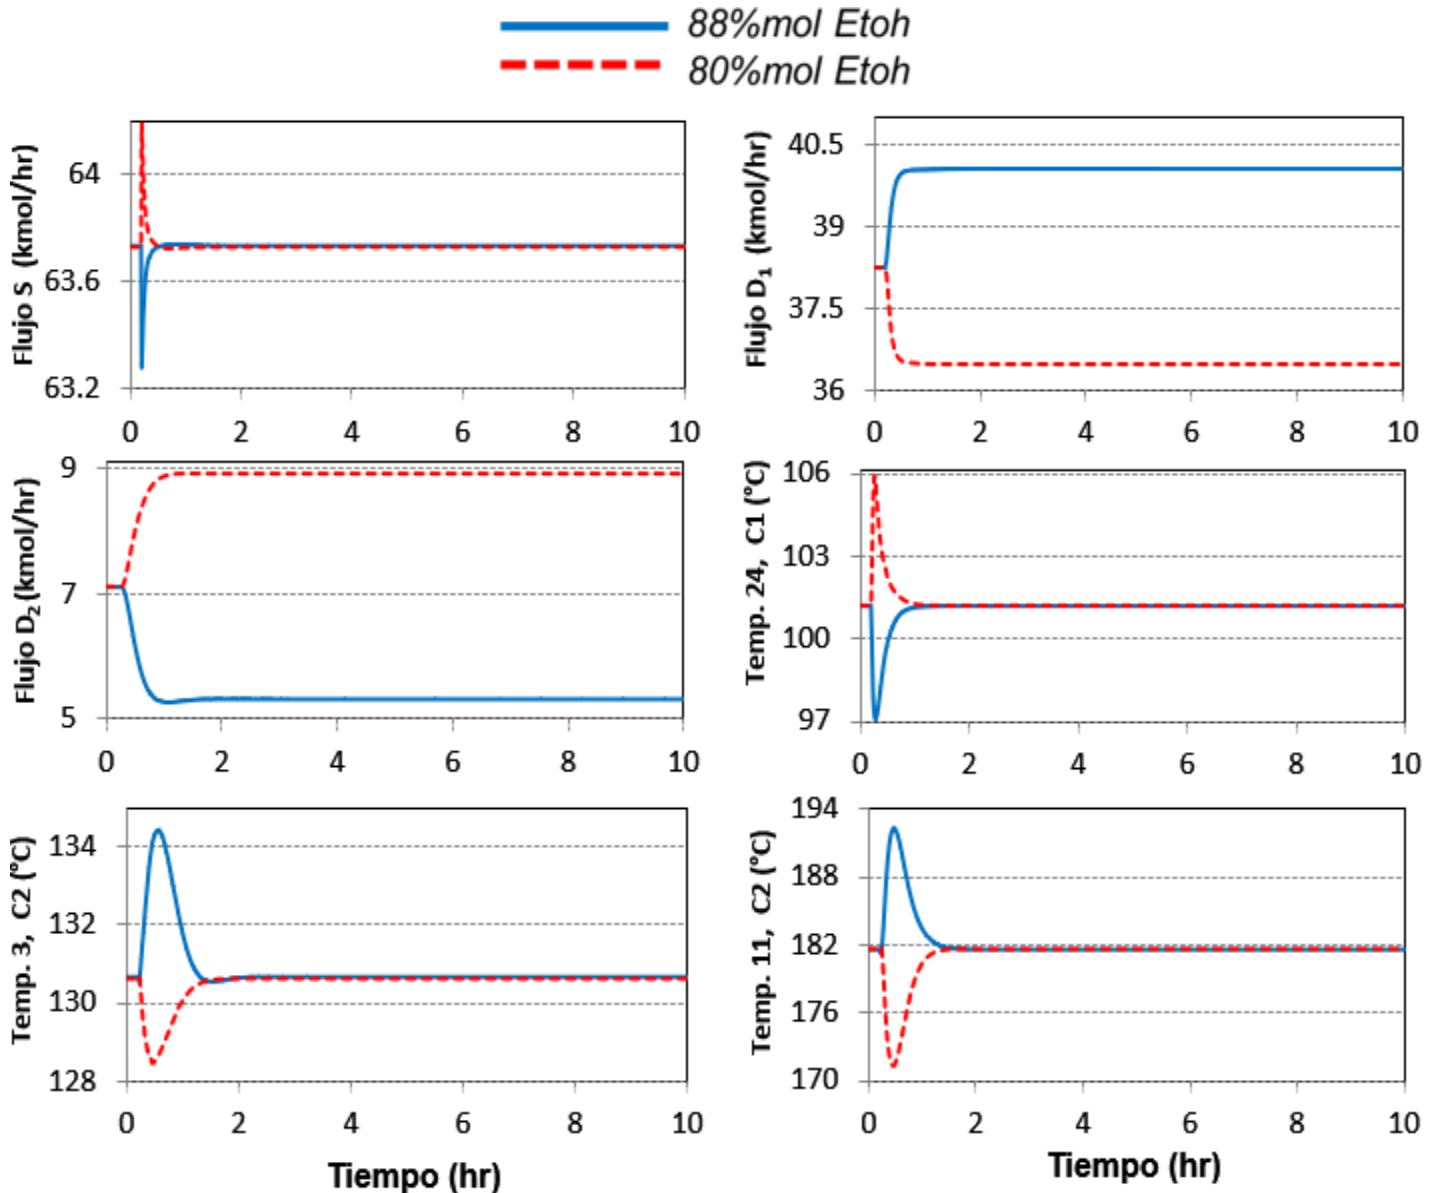 88%mol Etoh
80%mol Etoh
Flujo S (kmol/hr)
64
63.6
63.2
0 2 4 6 8 10
Flujo D1 (kmol/hr)
40.5
39
37.5
36
0 2 4 6 8 10
Flujo D2(kmol/hr)
9
7
5
0 2 4 6 8 10
Temp. 24, C1 (°C)
106
103
100
97
0 2 4 6 8 10
Temp. 3, C2 (°C)
134
132
130
128
0 2 4 6 8 10
Tiempo (hr)
Temp. 11, C2 (°C)
194
188
182
176
170
0 2 4 6 8 10
Tiempo (hr)